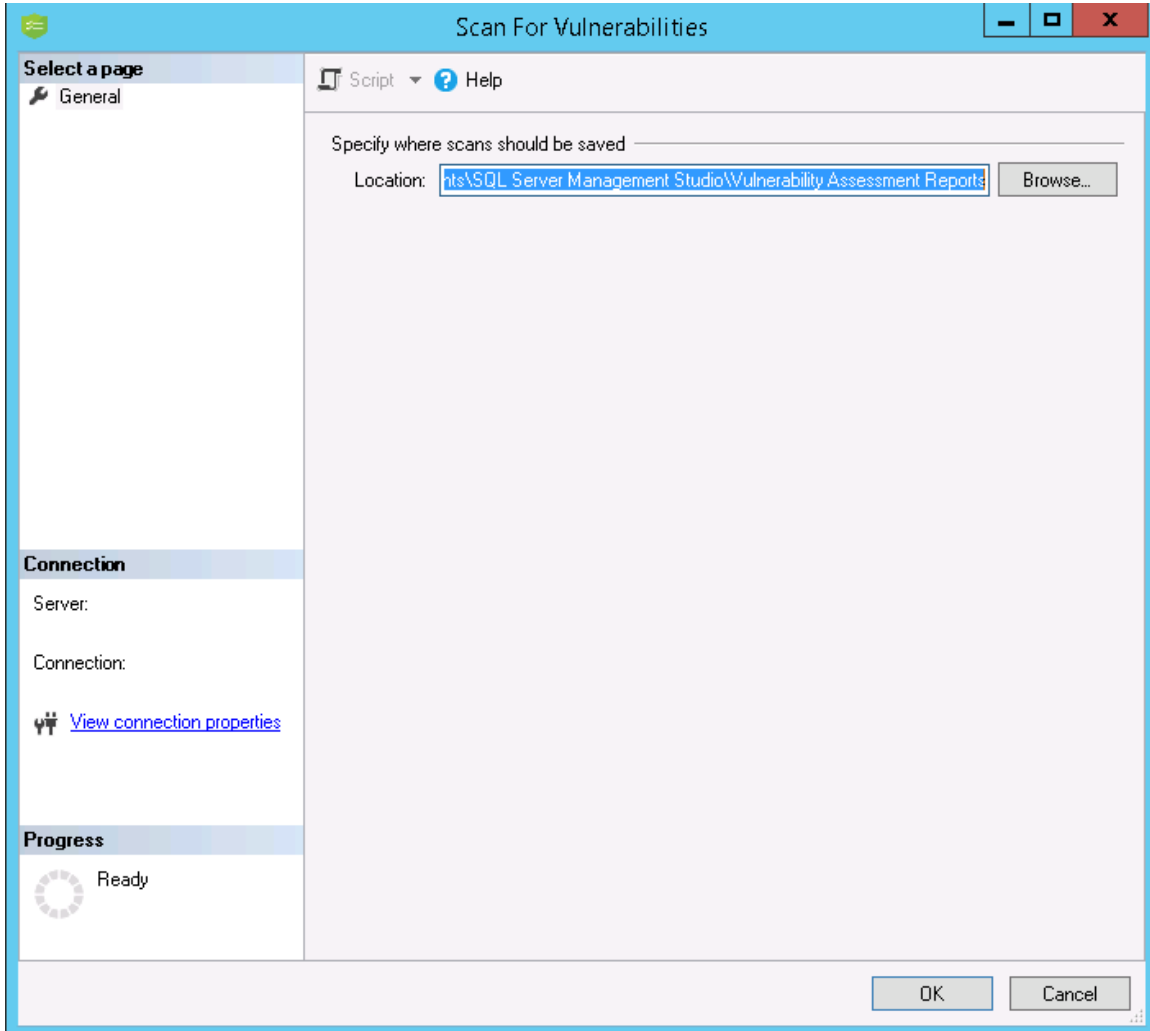 Scan For Vulnerabilities
Select a page
General
Script
Help
Specify where scans should be saved
Location: nts\SQL Server Management Studio\Vulnerability Assessment Reports Browse...
Connection
Server:
Connection:
View connection properties
Progress
Ready
OK Cancel